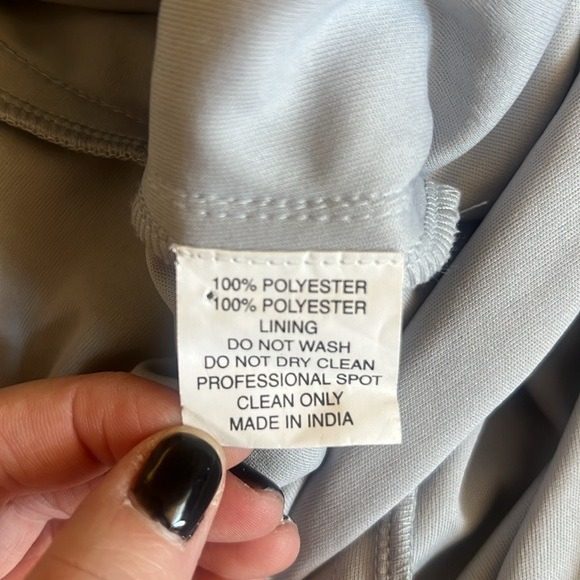 100% POLYESTER
100% POLYESTER
LINING
DO NOT WASH
DO NOT DRY CLEAN
PROFESSIONAL SPOT
CLEAN ONLY
MADE IN INDIA